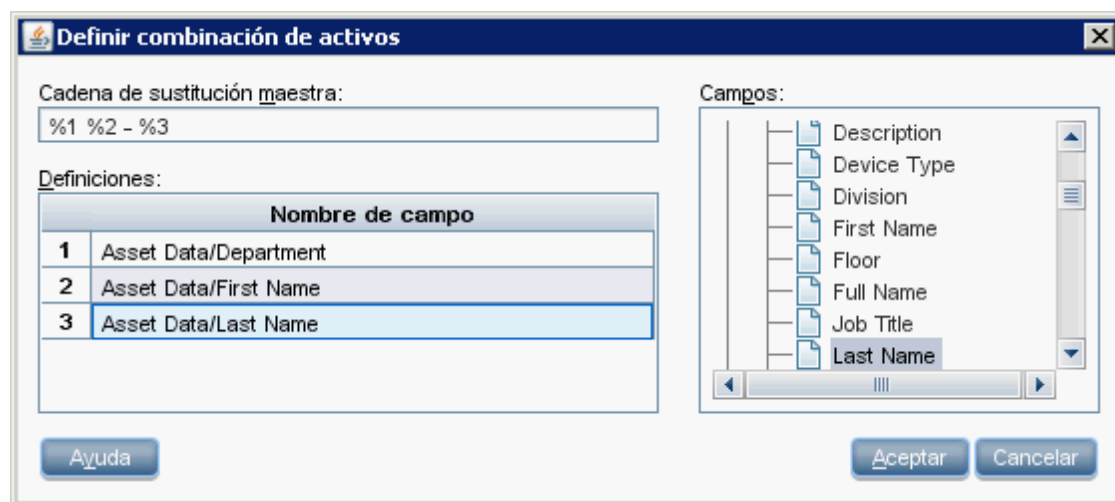 Definir combinación de activos
Cadena de sustitución maestra:
%1 %2 - %3
Definiciones:
Nombre de campo
1 Asset Data/Department
2 Asset Data/First Name
3 Asset Data/Last Name
Campos:
Description
Device Type
Division
First Name
Floor
Full Name
Job Title
Last Name
Ayuda
Aceptar
Cancelar